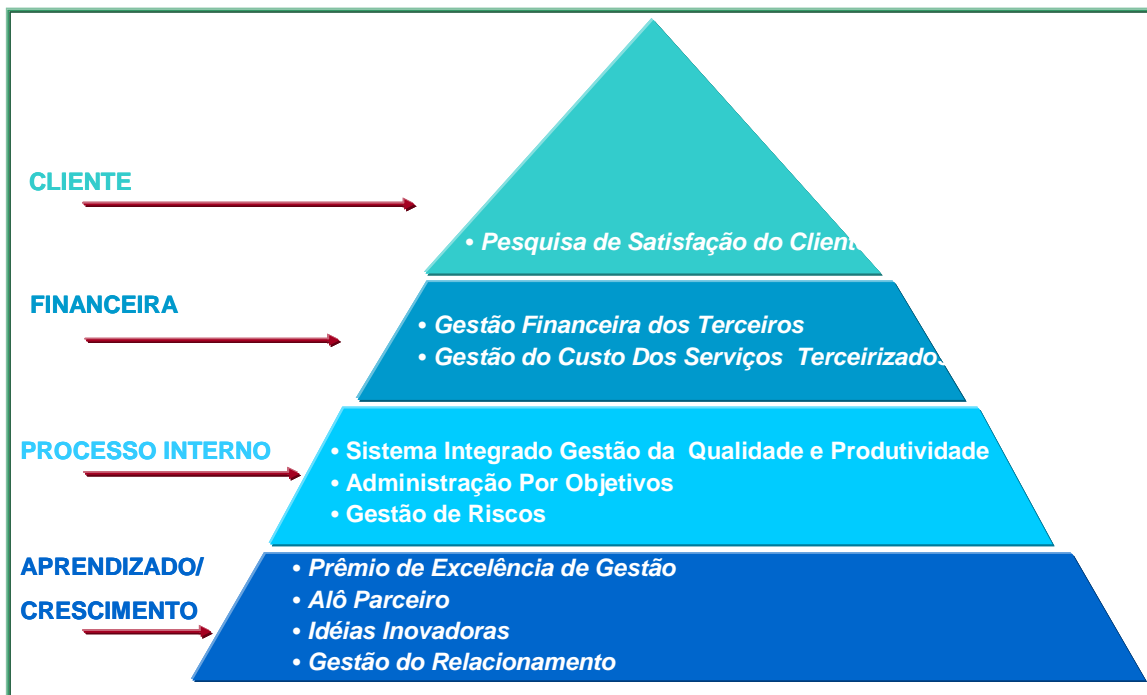 CLIENTE
• Pesquisa de Satisfação do Cliente
FINANCEIRA
• Gestão Financeira dos Terceiros
• Gestão do Custo Dos Serviços  Terceirizados
PROCESSO INTERNO
• Sistema Integrado Gestão da  Qualidade e Produtividade
• Administração Por Objetivos
• Gestão de Riscos
APRENDIZADO/
CRESCIMENTO
• Prêmio de Excelência de Gestão
• Alô Parceiro
• Idéias Inovadoras
• Gestão do Relacionamento